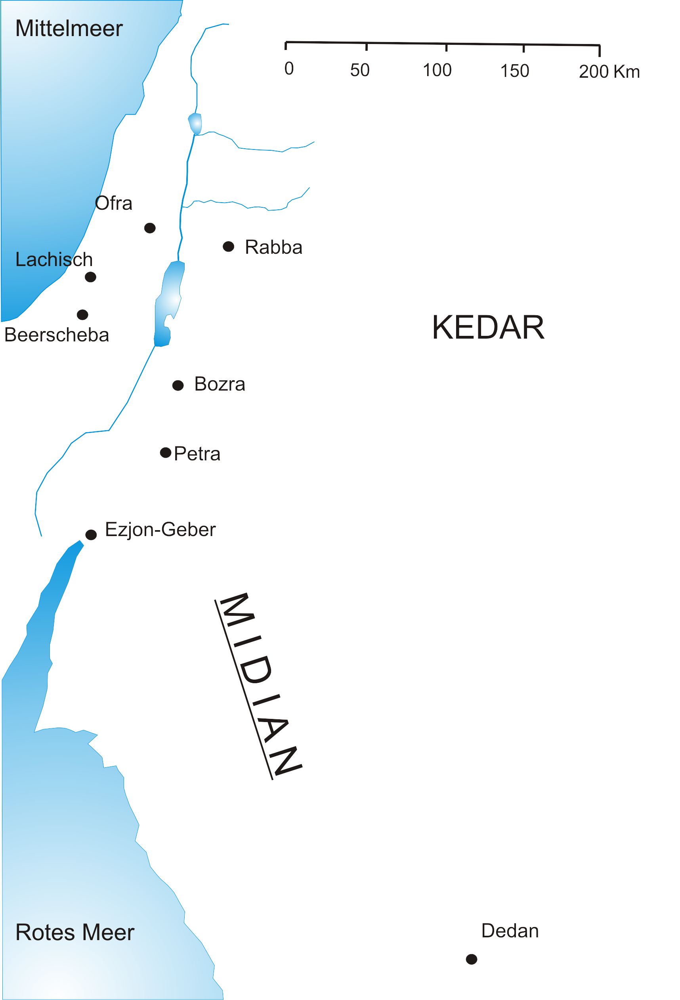 Mittelmeer
0 50 100 150 200 Km
Ofra
Rabba
Lachisch
KEDAR
Beerscheba
Bozra
Petra
Ezjon-Geber
MIDIAN
Rotes Meer
Dedan